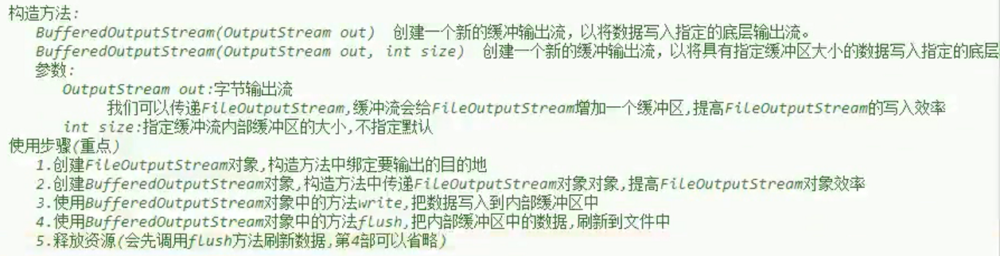 构造方法:
BufferedOutputStream(OutputStream out) 创建一个新的缓冲输出流，以将数据写入指定的底层输出流。
BufferedOutputStream(OutputStream out, int size) 创建一个新的缓冲输出流，以将具有指定缓冲区大小的数据写入指定的底层
参数:
OutputStream out:字节输出流
我们可以传递FileOutputStream,缓冲流会给FileOutputStream增加一个缓冲区,提高FileOutputStream的写入效率
int size:指定缓冲流内部缓冲区的大小,不指定默认
使用步骤(重点)
1.创建FileOutputStream对象,构造方法中绑定要输出的目的地
2.创建BufferedOutputStream对象,构造方法中传递FileOutputStream对象对象,提高FileOutputStream对象效率
3.使用BufferedOutputStream对象中的方法write,把数据写入到内部缓冲区中
4.使用BufferedOutputStream对象中的方法flush,把内部缓冲区中的数据,刷新到文件中
5.释放资源(会先调用flush方法刷新数据,第4部可以省略)